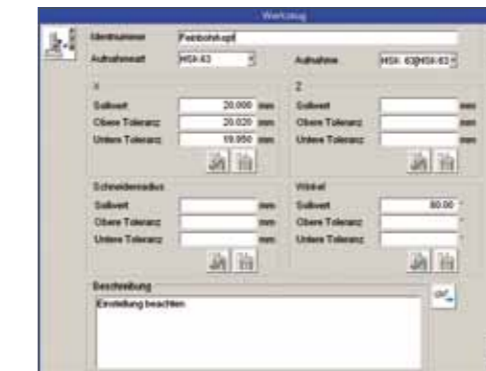 Werkzeug
Identnummer Feinbohrkopf
Aufnahmeart HSK-63 Aufnahme HSK- 63|HSK-63
X Z
Sollwert 20.000 mm Sollwert mm
Obere Toleranz 20.020 mm Obere Toleranz mm
Untere Toleranz 19.950 mm Untere Toleranz mm
Schneidenradius Winkel
Sollwert mm Sollwert 80.00 °
Obere Toleranz mm Obere Toleranz °
Untere Toleranz mm Untere Toleranz °
Beschreibung
Einstellung beachten